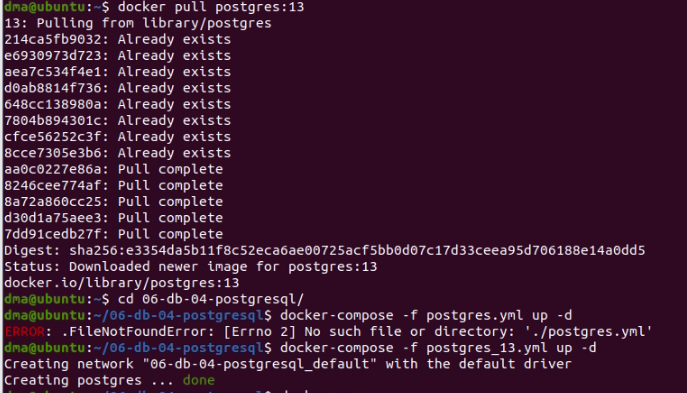 dma@ubuntu:~$ docker pull postgres:13
13: Pulling from library/postgres
214ca5fb9032: Already exists
e6930973d723: Already exists
aea7c534f4e1: Already exists
d0ab8814f736: Already exists
648cc138980a: Already exists
7804b894301c: Already exists
cfce56252c3f: Already exists
8cce7305e3b6: Already exists
aa0c0227e86a: Pull complete
8246cee774af: Pull complete
8a72a860cc25: Pull complete
d30d1a75aee3: Pull complete
7dd91cedb27f: Pull complete
Digest: sha256:e3354da5b11f8c52eca6ae00725acf5bb0d07c17d33ceea95d706188e14a0dd5
Status: Downloaded newer image for postgres:13
docker.io/library/postgres:13
dma@ubuntu:~$ cd 06-db-04-postgresql/
dma@ubuntu:~/06-db-04-postgresql$ docker-compose -f postgres.yml up -d
ERROR: .FileNotFoundError: [Errno 2] No such file or directory: './postgres.yml'
dma@ubuntu:~/06-db-04-postgresql$ docker-compose -f postgres_13.yml up -d
Creating network "06-db-04-postgresql_default" with the default driver
Creating postgres ... done